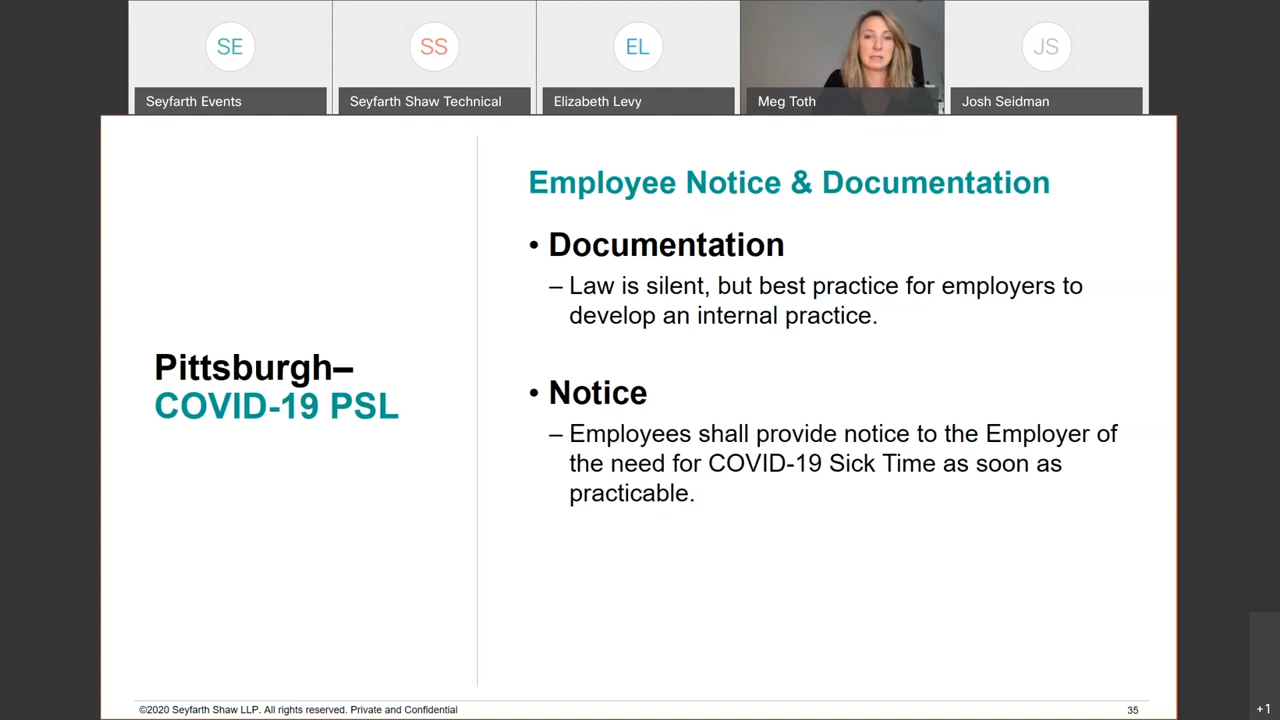 SE
SS
EL
JS
Seyfarth Events
Seyfarth Shaw Technical
Elizabeth Levy
Meg Toth
Josh Seidman
Pittsburgh–
COVID-19 PSL
Employee Notice & Documentation
• Documentation
– Law is silent, but best practice for employers to
develop an internal practice.
• Notice
– Employees shall provide notice to the Employer of
the need for COVID-19 Sick Time as soon as
practicable.
©2020 Seyfarth Shaw LLP. All rights reserved. Private and Confidential
35
+1